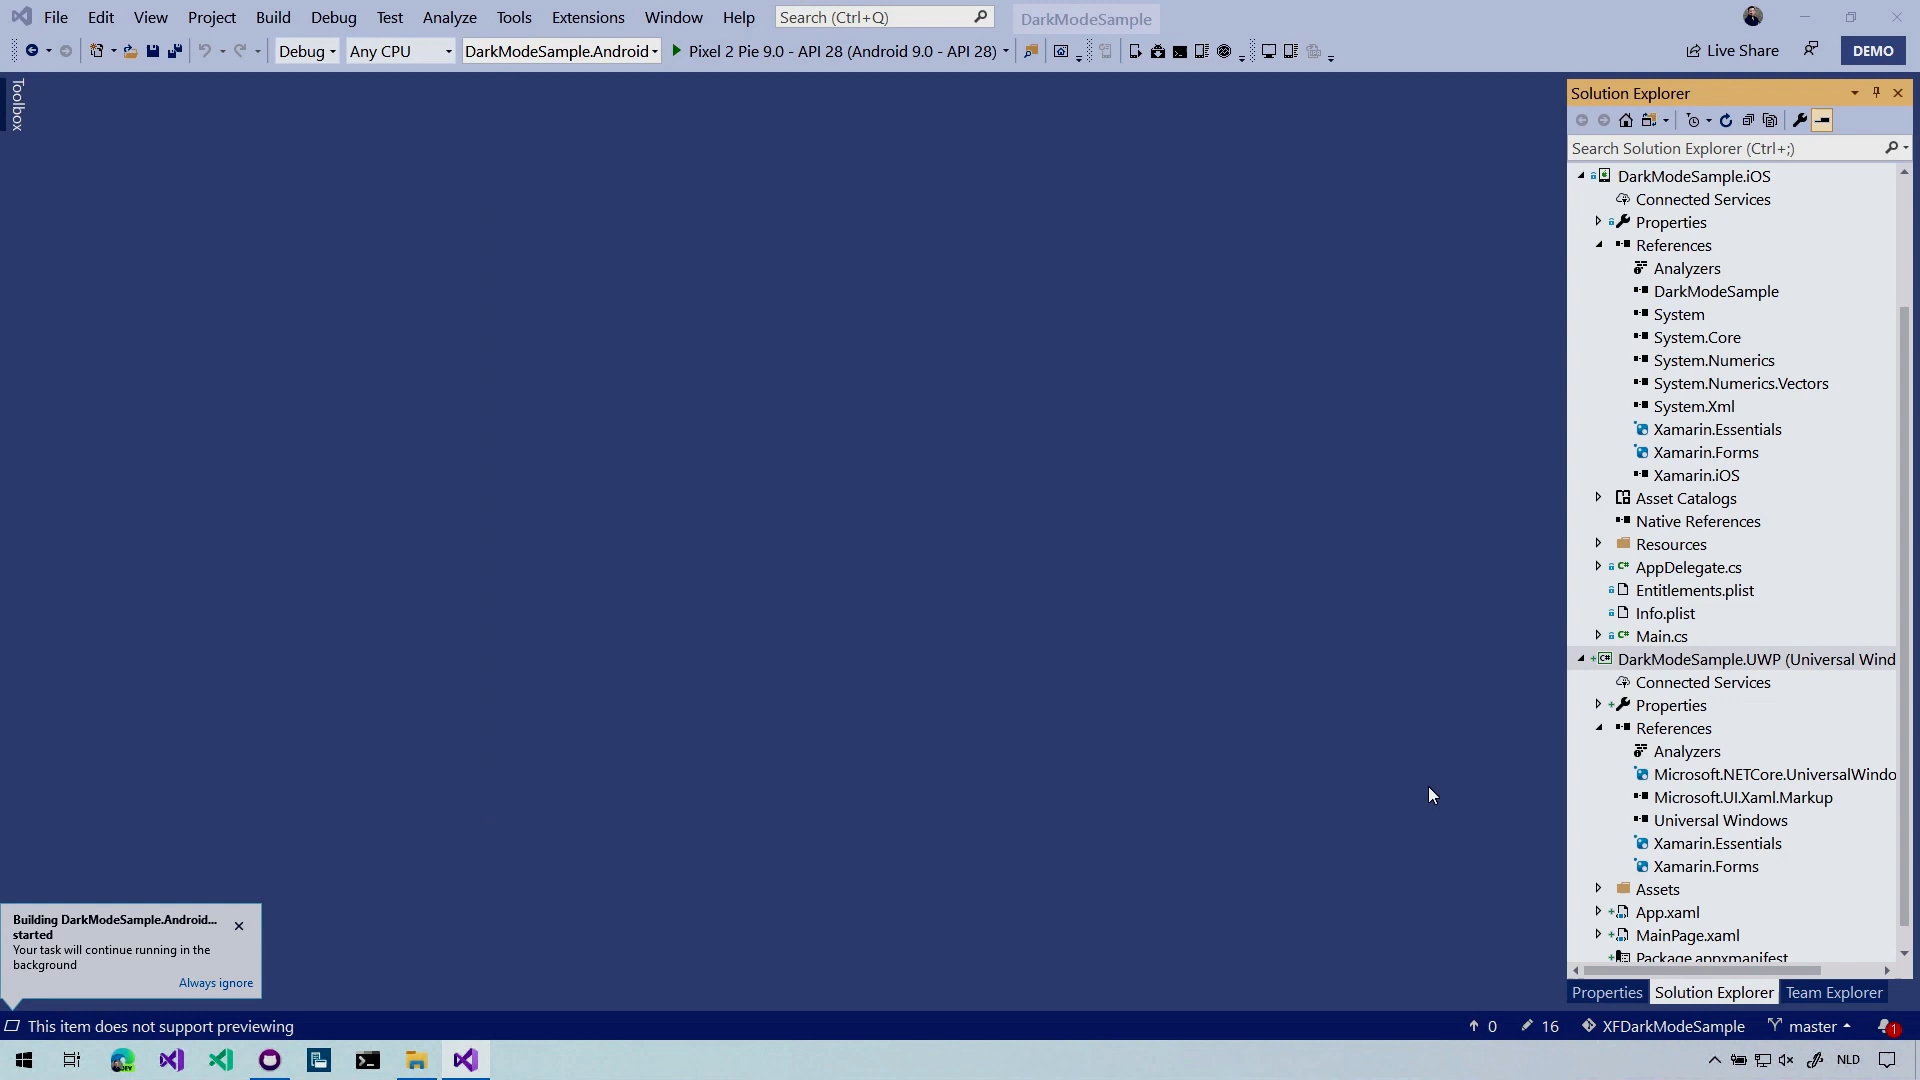 File Edit View Project Build Debug Test Analyze Tools Extensions Window Help Search (Ctrl+Q) DarkModeSample
Debug Any CPU DarkModeSample.Android Pixel 2 Pie 9.0 - API 28 (Android 9.0 - API 28) Live Share DEMO
Toolbox
Solution Explorer
Search Solution Explorer (Ctrl+;)
DarkModeSample.iOS
Connected Services
Properties
References
Analyzers
DarkModeSample
System
System.Core
System.Numerics
System.Numerics.Vectors
System.Xml
Xamarin.Essentials
Xamarin.Forms
Xamarin.iOS
Asset Catalogs
Native References
Resources
AppDelegate.cs
Entitlements.plist
Info.plist
Main.cs
DarkModeSample.UWP (Universal Wind
Connected Services
Properties
References
Analyzers
Microsoft.NETCore.UniversalWindo
Microsoft.UI.Xaml.Markup
Universal Windows
Xamarin.Essentials
Xamarin.Forms
Assets
App.xaml
MainPage.xaml
Package.appxmanifest
Properties Solution Explorer Team Explorer
Building DarkModeSample.Android...
started
Your task will continue running in the
background
Always ignore
This item does not support previewing 0 16 XFDarkModeSample master 1
NLD